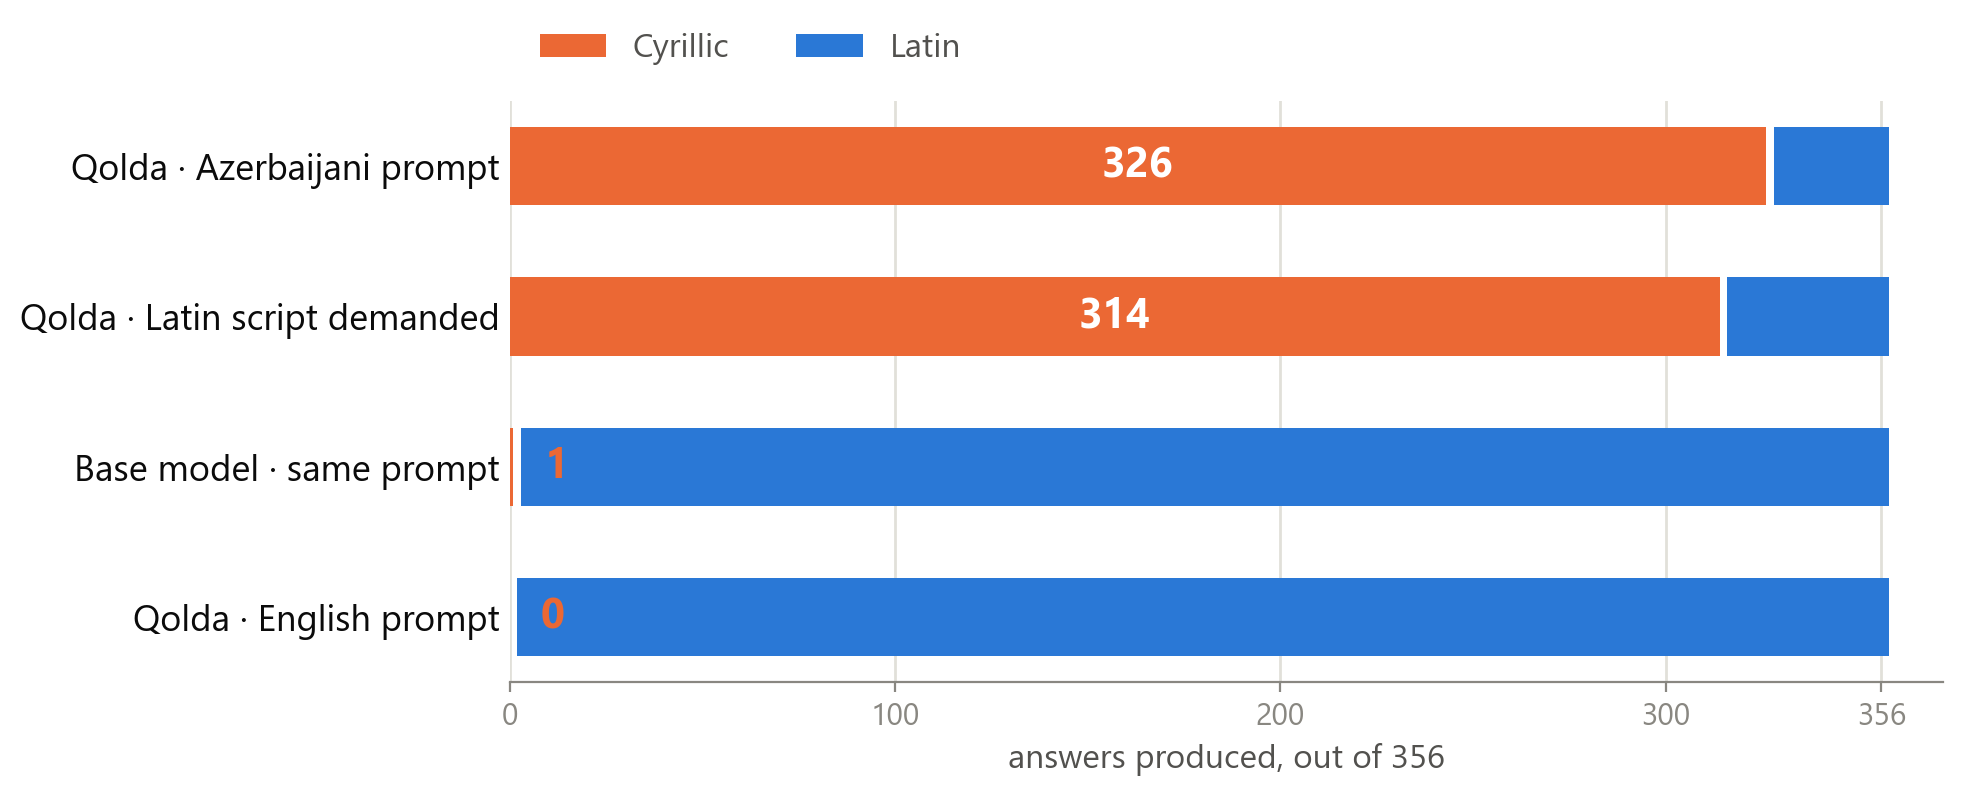 Cyrillic Latin
Qolda · Azerbaijani prompt 326
Qolda · Latin script demanded 314
Base model · same prompt 1
Qolda · English prompt 0
0 100 200 300 356
answers produced, out of 356